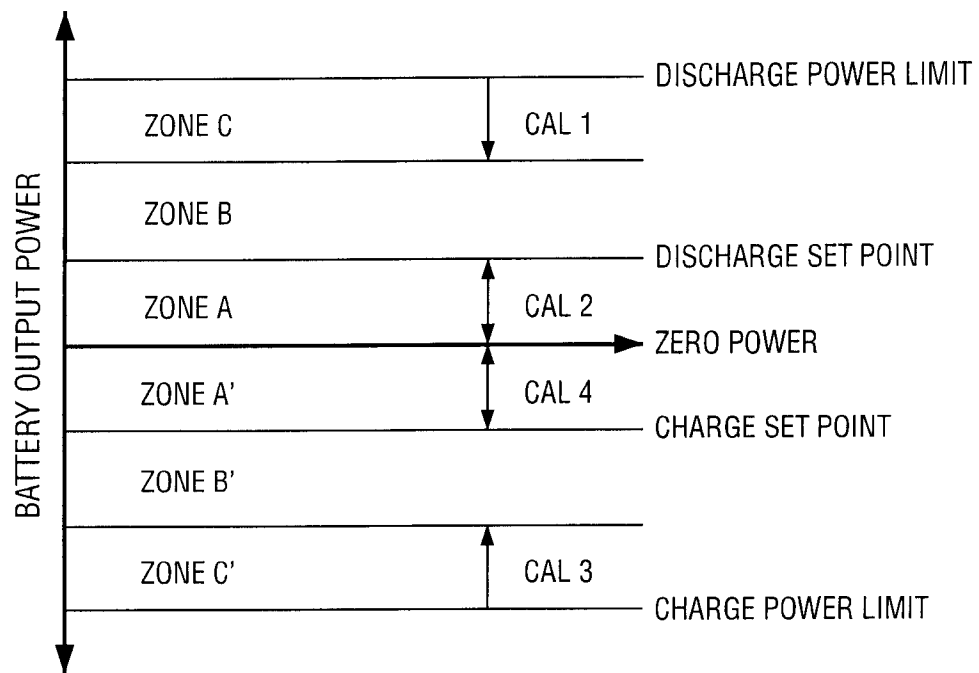 DISCHARGE POWER LIMIT
ZONE C
CAL 1
ZONE B
DISCHARGE SET POINT
ZONE A
CAL 2
ZERO POWER
ZONE A'
CAL 4
CHARGE SET POINT
ZONE B'
ZONE C'
CAL 3
CHARGE POWER LIMIT
BATTERY OUTPUT POWER